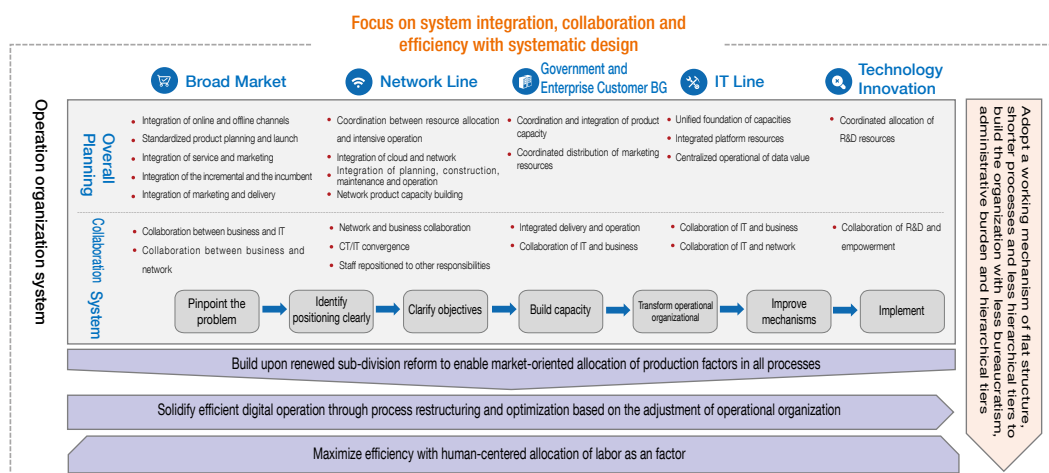 Focus on system integration, collaboration and
efficiency with systematic design
Operation organization system
Broad Market
Network Line
Government and
Enterprise Customer BG
IT Line
Technology
Innovation
Overall
Planning
• Integration of online and offline channels
• Standardized product planning and launch
• Integration of service and marketing
• Integration of the incremental and the incumbent
• Integration of marketing and delivery
• Coordination between resource allocation
and intensive operation
• Integration of cloud and network
• Integration of planning, construction,
maintenance and operation
• Network product capacity building
• Coordination and integration of product
capacity
• Coordinated distribution of marketing
resources
• Unified foundation of capacities
• Integrated platform resources
• Centralized operational of data value
• Coordinated allocation of
R&D resources
Collaboration System
• Collaboration between business and IT
• Collaboration between business and
network
• Network and business collaboration
• CT/IT convergence
• Staff repositioned to other responsibilities
• Integrated delivery and operation
• Collaboration of IT and business
• Collaboration of IT and business
• Collaboration of IT and network
• Collaboration of R&D and
empowerment
Pinpoint the
problem
Identify
positioning clearly
Clarify objectives
Build capacity
Transform operational
organizational
Improve
mechanisms
Implement
Build upon renewed sub-division reform to enable market-oriented allocation of production factors in all processes
Solidify efficient digital operation through process restructuring and optimization based on the adjustment of operational organization
Maximize efficiency with human-centered allocation of labor as an factor
Adopt a working mechanism of flat structure,
shorter processes and less hierarchical tiers to
build the organization with less bureaucratism,
administrative burden and hierarchical tiers